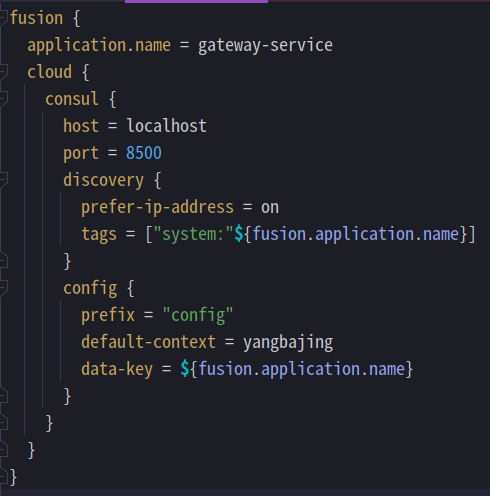 fusion {
  application.name = gateway-service
  cloud {
    consul {
      host = localhost
      port = 8500
      discovery {
        prefer-ip-address = on
        tags = ["system:"${fusion.application.name}]
      }
      config {
        prefix = "config"
        default-context = yangbajing
        data-key = ${fusion.application.name}
      }
    }
  }
}